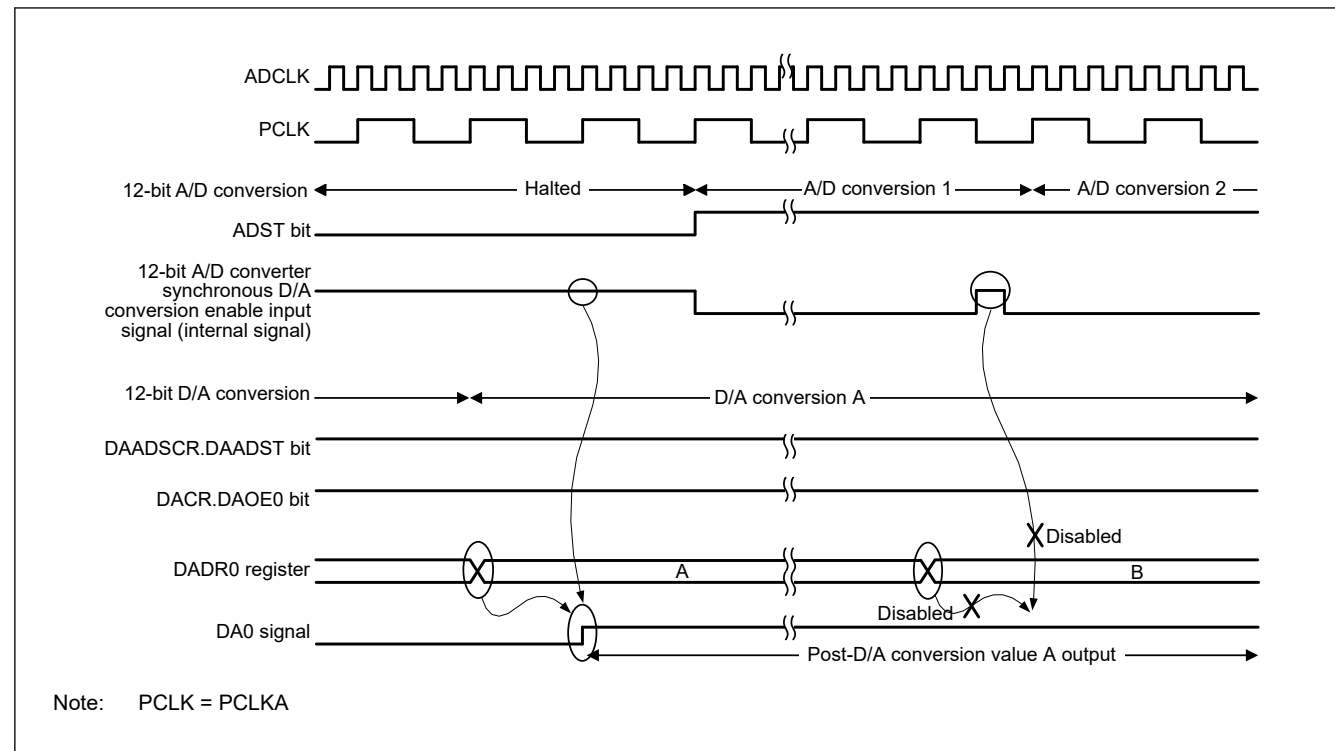 ADCLK
PCLK
12-bit A/D conversion
Halted
A/D conversion 1
A/D conversion 2
ADST bit
12-bit A/D converter
synchronous D/A
conversion enable input
signal (internal signal)
12-bit D/A conversion
D/A conversion A
DAADSCR.DAADST bit
DACR.DAOE0 bit
Disabled
DADR0 register
A
B
Disabled
DA0 signal
Post-D/A conversion value A output
Note: PCLK = PCLKA